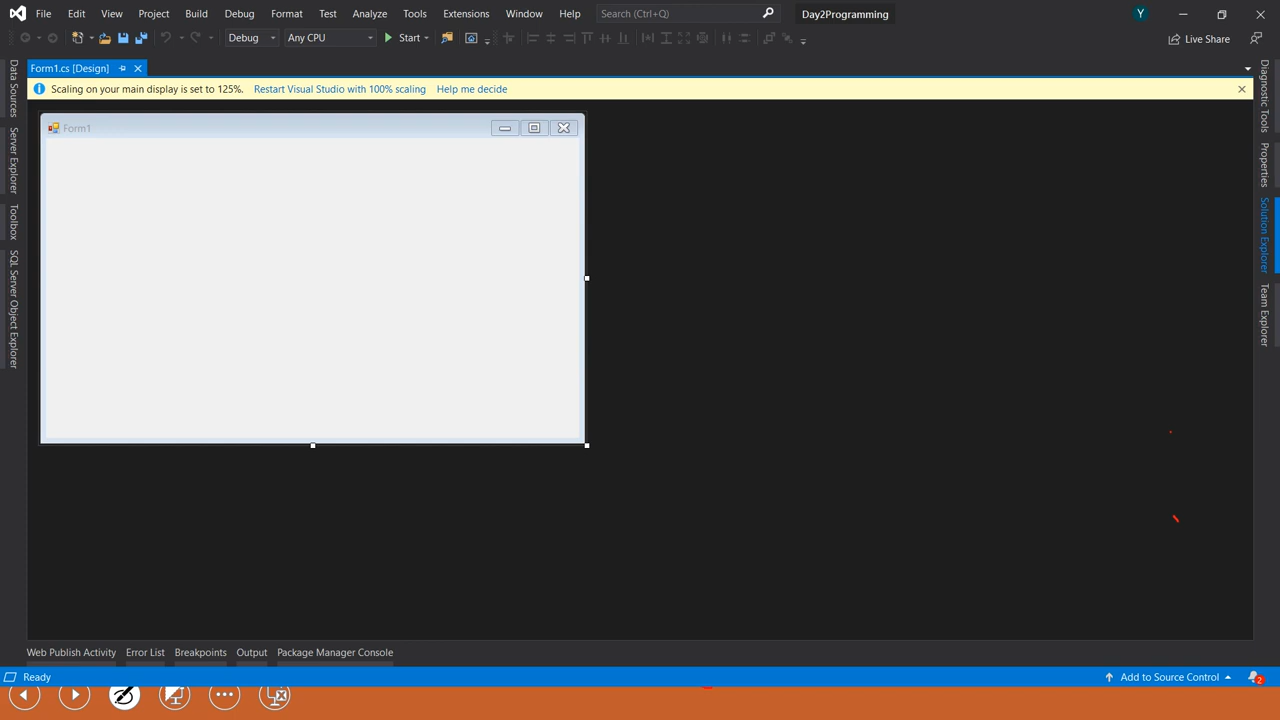 File Edit View Project Build Debug Format Test Analyze Tools Extensions Window Help Search (Ctrl+Q) Day2Programming Y
Debug Any CPU Start Live Share
Form1.cs [Design]
Scaling on your main display is set to 125%. Restart Visual Studio with 100% scaling Help me decide
Form1
Data Sources
Server Explorer
Toolbox
SQL Server Object Explorer
Diagnostic Tools
Properties
Solution Explorer
Team Explorer
Web Publish Activity Error List Breakpoints Output Package Manager Console
Ready Add to Source Control 2